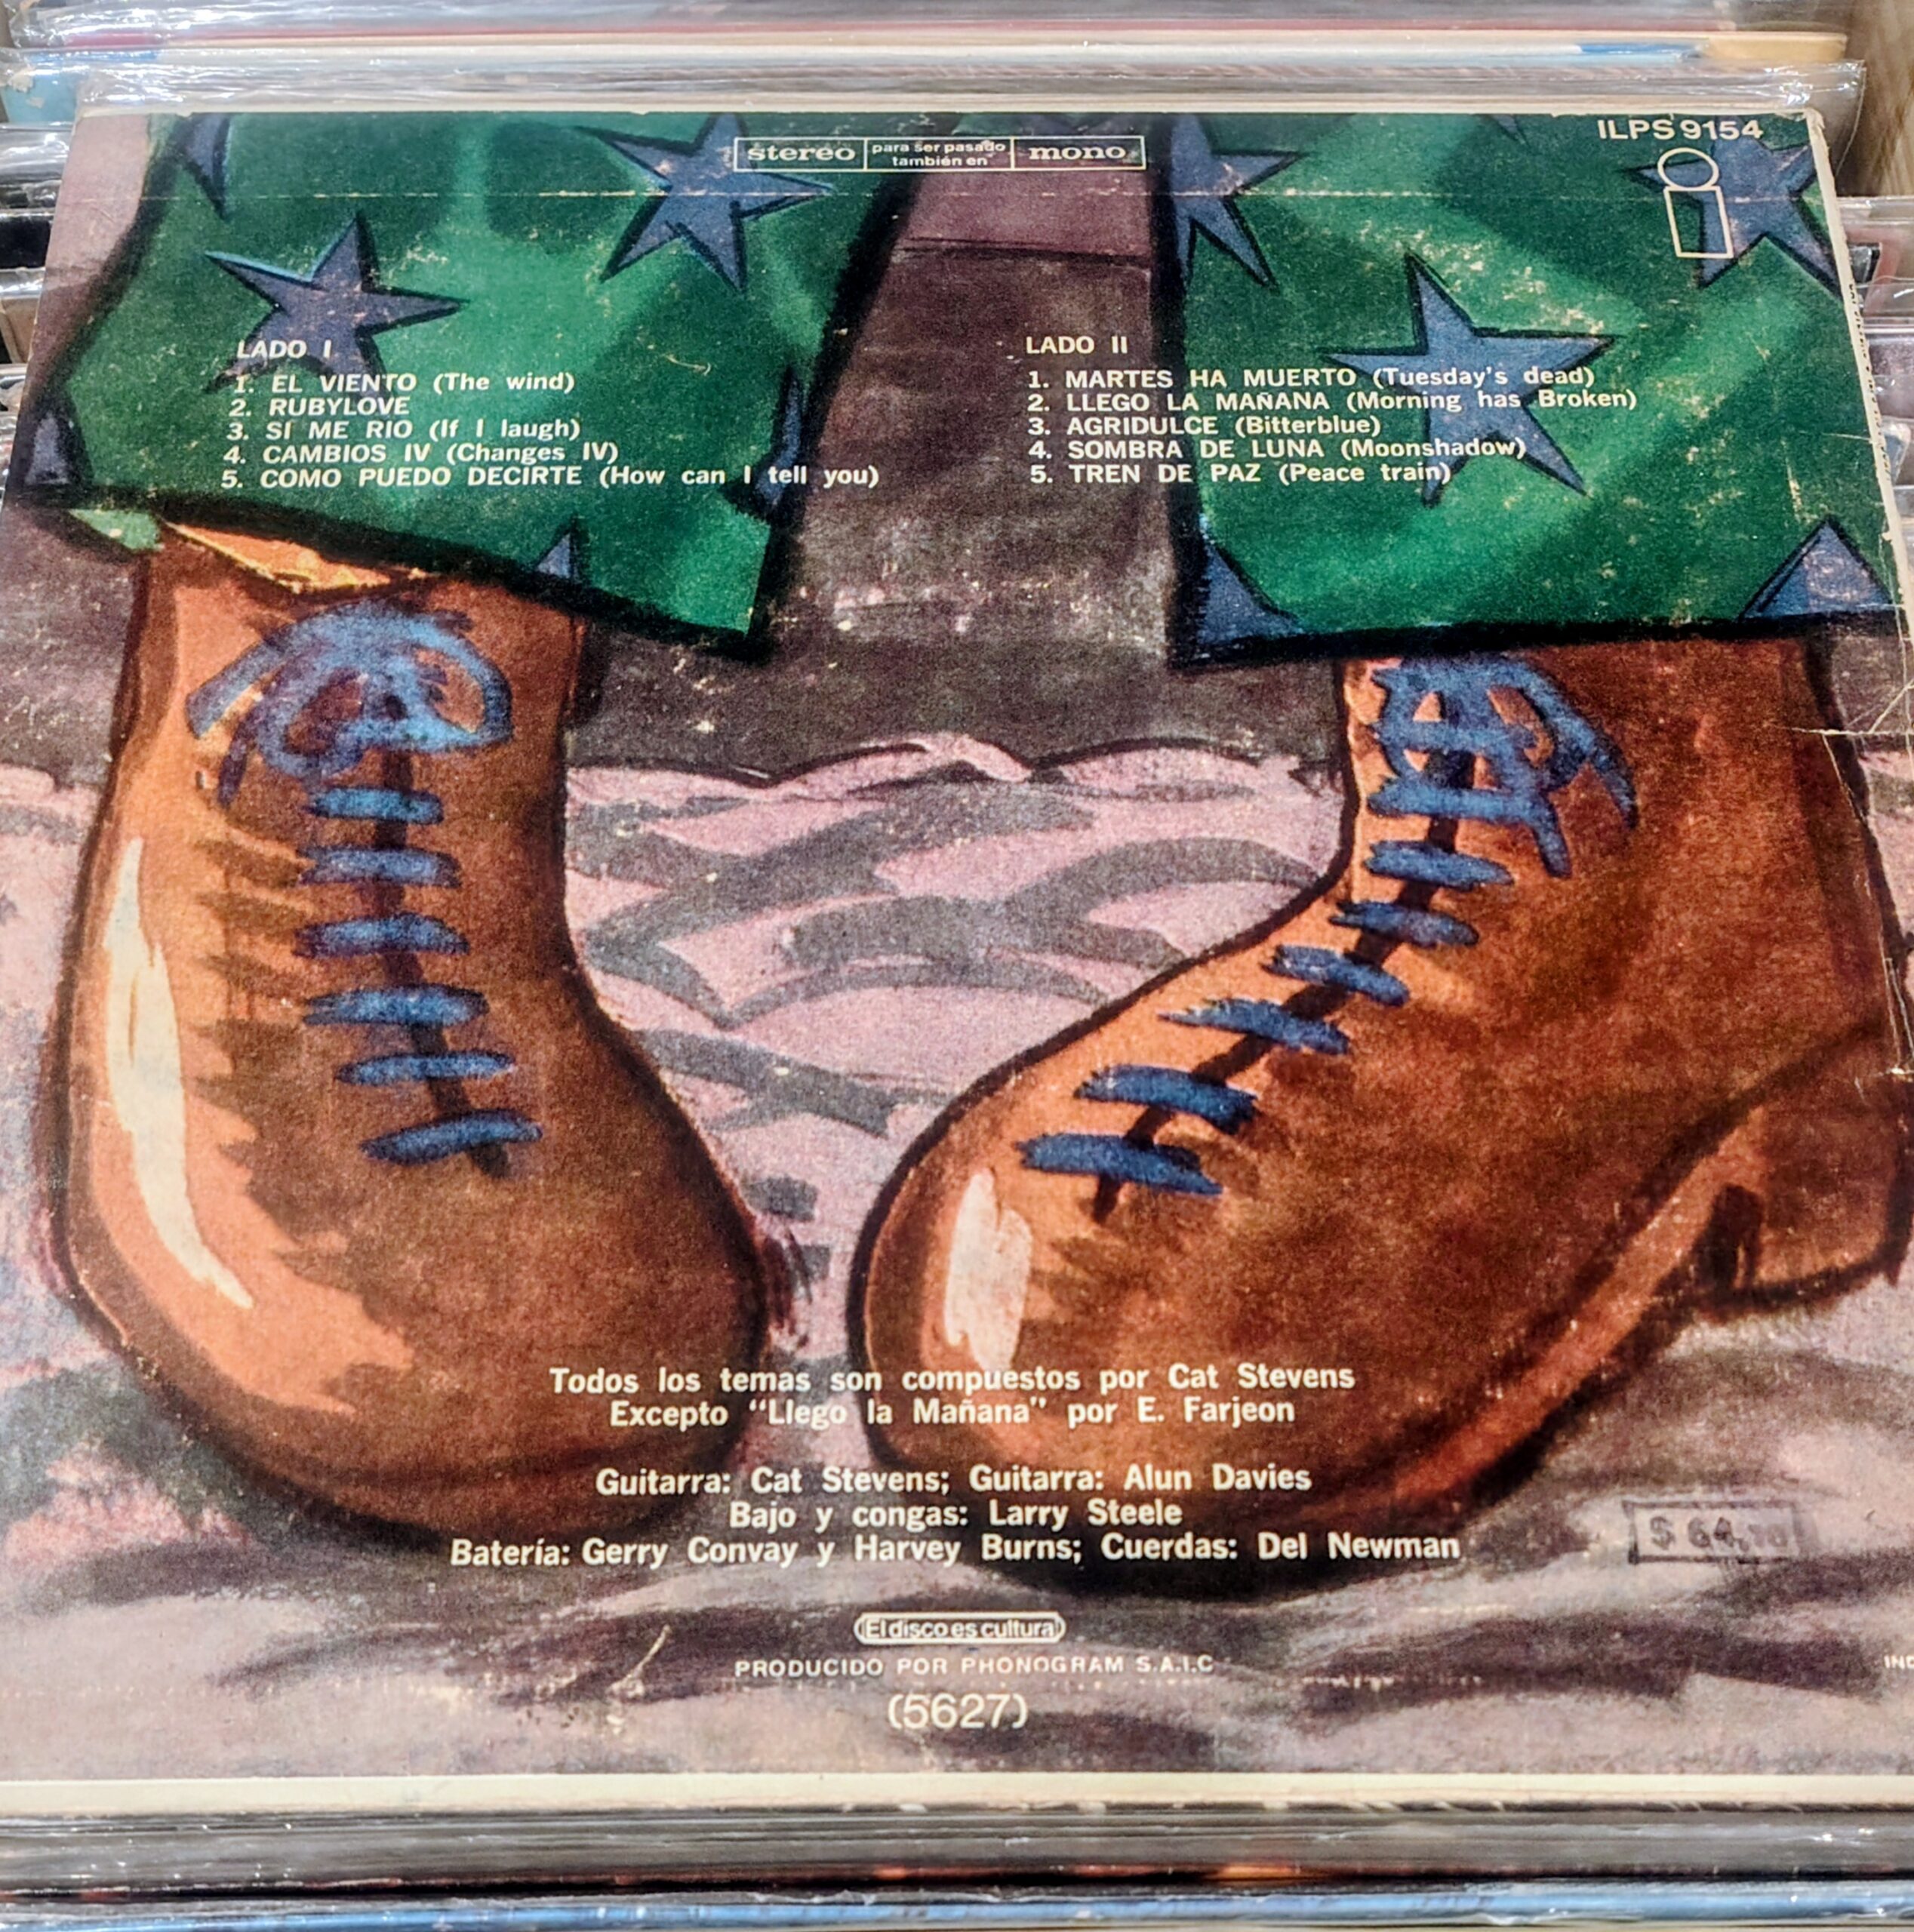 ILPS 9154
stereo para ser pasado también en mono
LADO I
1. EL VIENTO (The wind)
2. RUBYLOVE
3. SI ME RIO (If I laugh)
4. CAMBIOS IV (Changes IV)
5. COMO PUEDO DECIRTE (How can I tell you)
LADO II
1. MARTES HA MUERTO (Tuesday's dead)
2. LLEGO LA MAÑANA (Morning has Broken)
3. AGRIDULCE (Bitterblue)
4. SOMBRA DE LUNA (Moonshadow)
5. TREN DE PAZ (Peace train)
Todos los temas son compuestos por Cat Stevens
Excepto "Llego la Mañana" por E. Farjeon
Guitarra: Cat Stevens; Guitarra: Alun Davies
Bajo y congas: Larry Steele
Batería: Gerry Convay y Harvey Burns; Cuerdas: Del Newman
El disco es cultura
PRODUCIDO POR PHONOGRAM S.A.I.C
(5627)